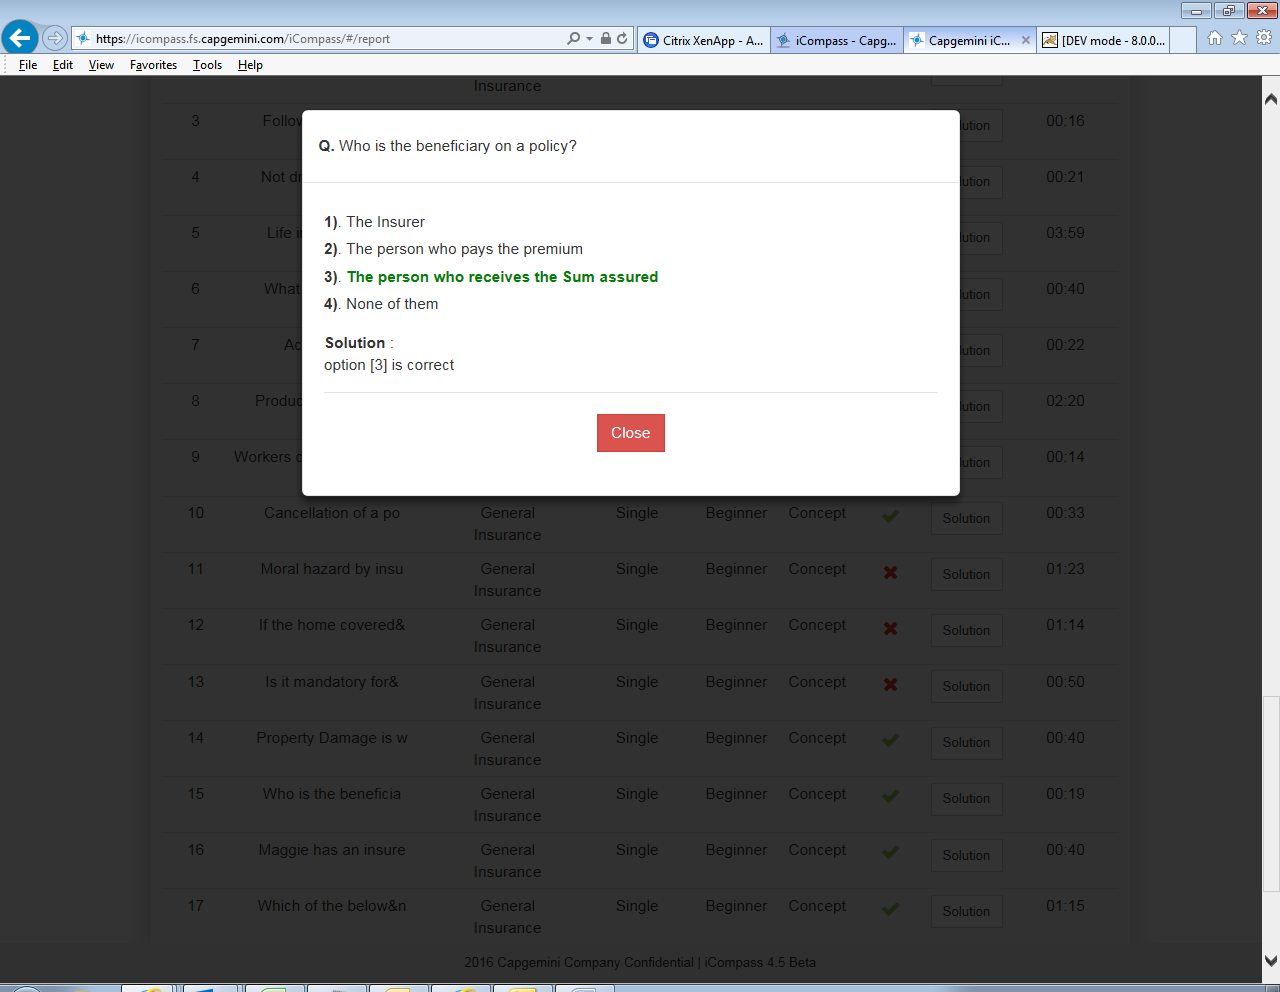 https://icompass.fs.capgemini.com/iCompass/#/report
Citrix XenApp - A...
iCompass - Capg...
Capgemini iC...
[DEV mode - 8.0.0...
File Edit View Favorites Tools Help
Insurance
3 Follow lution 00:16
4 Not dr lution 00:21
5 Life i lution 03:59
6 What lution 00:40
7 Ac lution 00:22
8 Produc lution 02:20
9 Workers c lution 00:14
Q. Who is the beneficiary on a policy?
1). The Insurer
2). The person who pays the premium
3). The person who receives the Sum assured
4). None of them
Solution :
option [3] is correct
Close
10 Cancellation of a po General Single Beginner Concept Solution 00:33
Insurance
11 Moral hazard by insu General Single Beginner Concept Solution 01:23
Insurance
12 If the home covered& General Single Beginner Concept Solution 01:14
Insurance
13 Is it mandatory for& General Single Beginner Concept Solution 00:50
Insurance
14 Property Damage is w General Single Beginner Concept Solution 00:40
Insurance
15 Who is the beneficia General Single Beginner Concept Solution 00:19
Insurance
16 Maggie has an insure General Single Beginner Concept Solution 00:40
Insurance
17 Which of the below&n General Single Beginner Concept Solution 01:15
Insurance
2016 Capgemini Company Confidential | iCompass 4.5 Beta